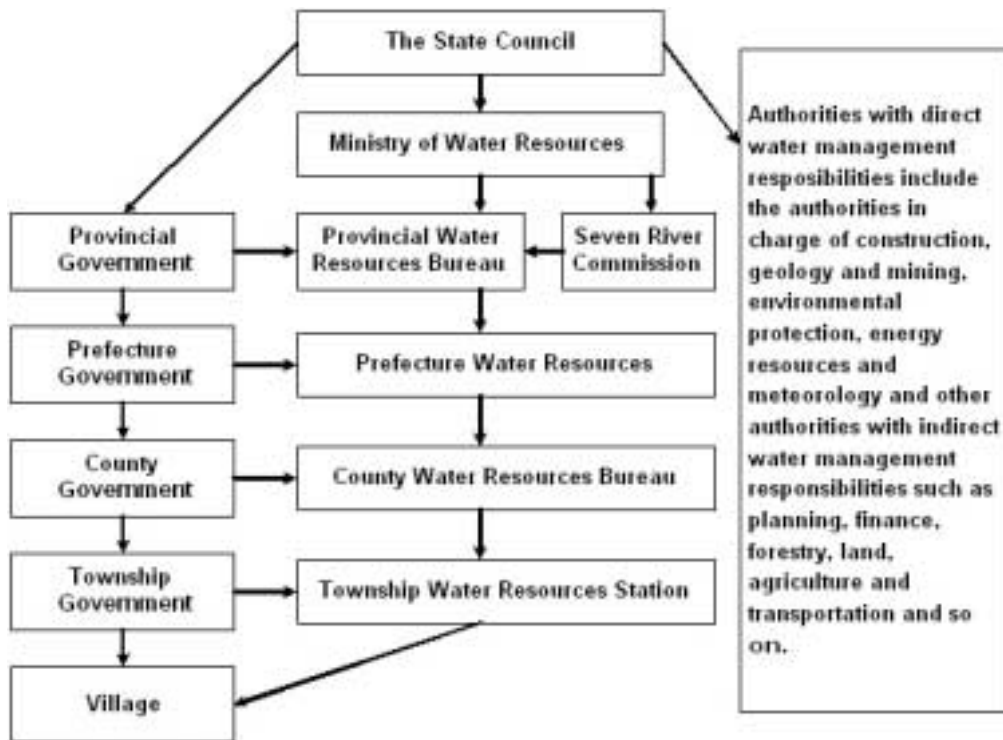 The State Council
Ministry of Water Resources
Provincial
Government
Provincial Water
Resources Bureau
Seven River
Commission
Prefecture
Government
Prefecture Water Resources
County
Government
County Water Resources Bureau
Township
Government
Township Water Resources Station
Village
Authorities with direct
water management
resposibilities include
the authorities in
charge of construction,
geology and mining,
environmental
protection, energy
resources and
meteorology and other
authorities with indirect
water management
responsibilities such as
planning, finance,
forestry, land,
agriculture and
transportation and so
on.